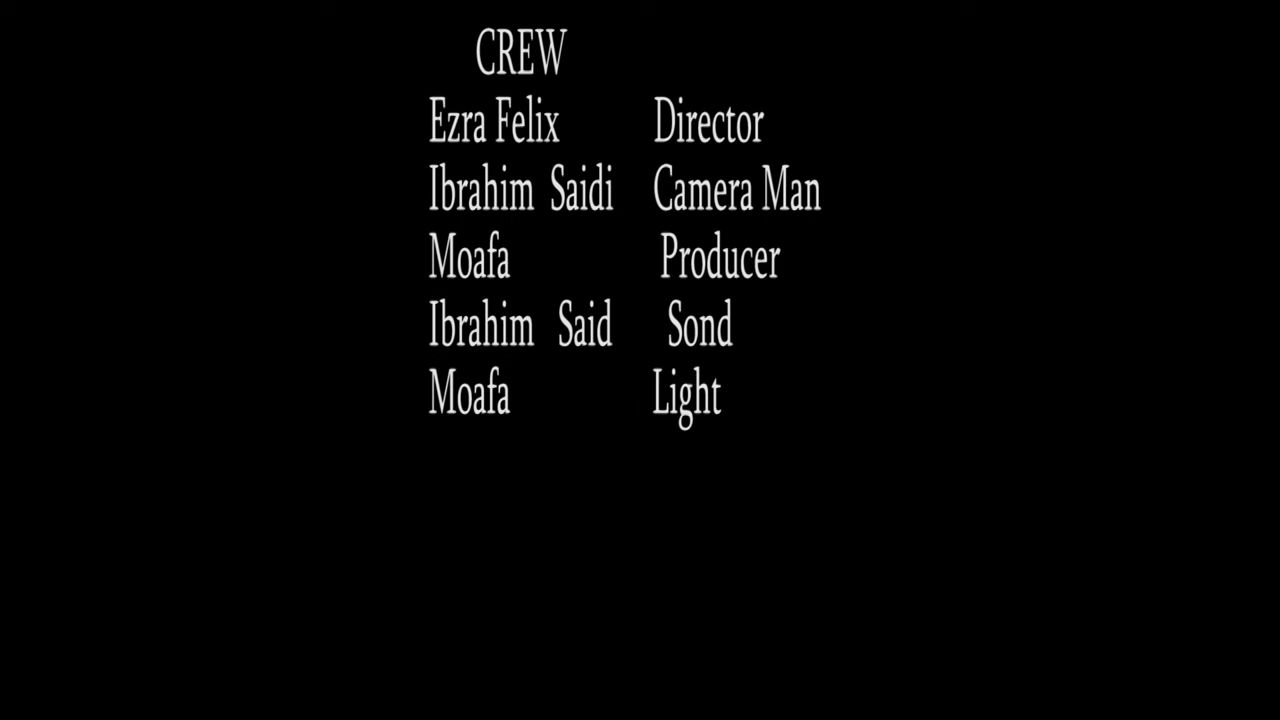 CREW
Ezra Felix Director
Ibrahim Saidi Camera Man
Moafa Producer
Ibrahim Said Sond
Moafa Light